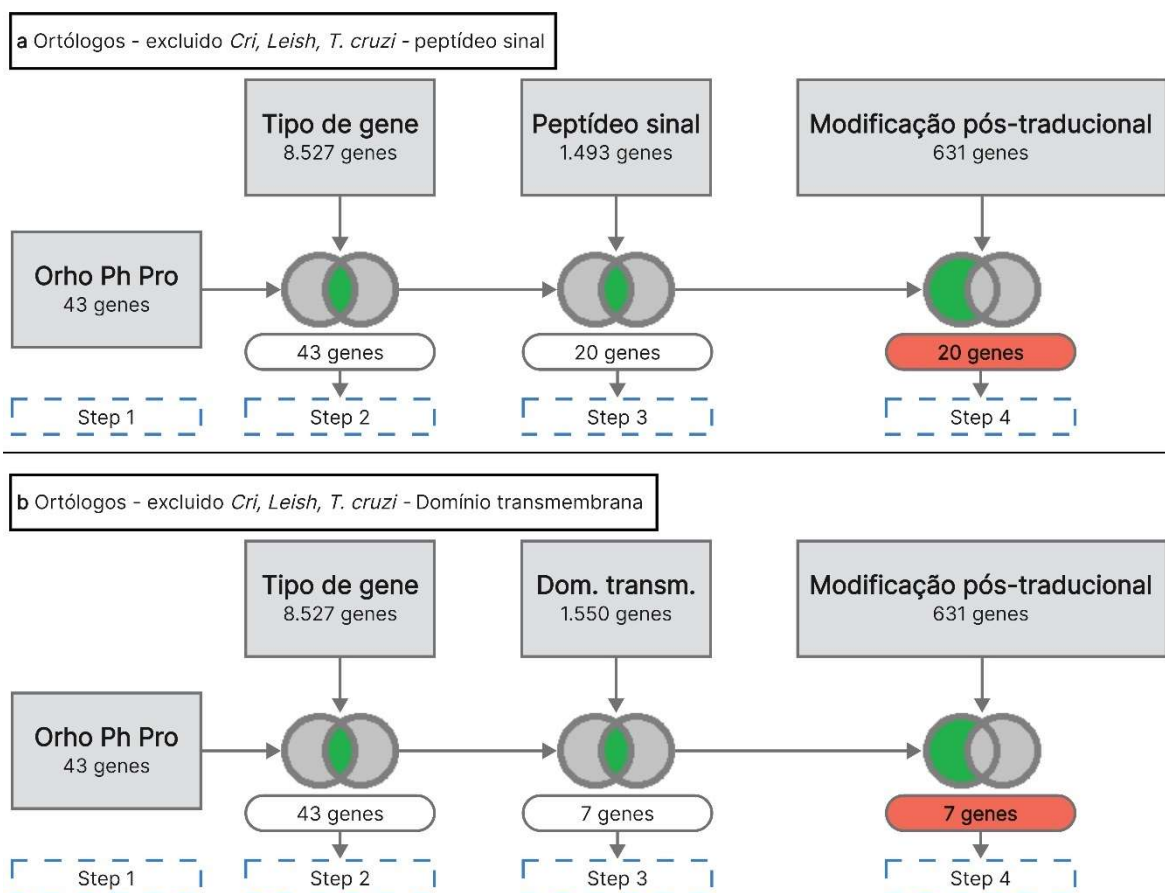 a Ortólogos - excluido Cri, Leish, T. cruzi - peptídeo sinal
Tipo de gene
8.527 genes
Peptídeo sinal
1.493 genes
Modificação pós-traducional
631 genes
Orho Ph Pro
43 genes
43 genes
20 genes
20 genes
Step 1
Step 2
Step 3
Step 4
b Ortólogos - excluido Cri, Leish, T. cruzi - Domínio transmembrana
Tipo de gene
8.527 genes
Dom. transm.
1.550 genes
Modificação pós-traducional
631 genes
Orho Ph Pro
43 genes
43 genes
7 genes
7 genes
Step 1
Step 2
Step 3
Step 4